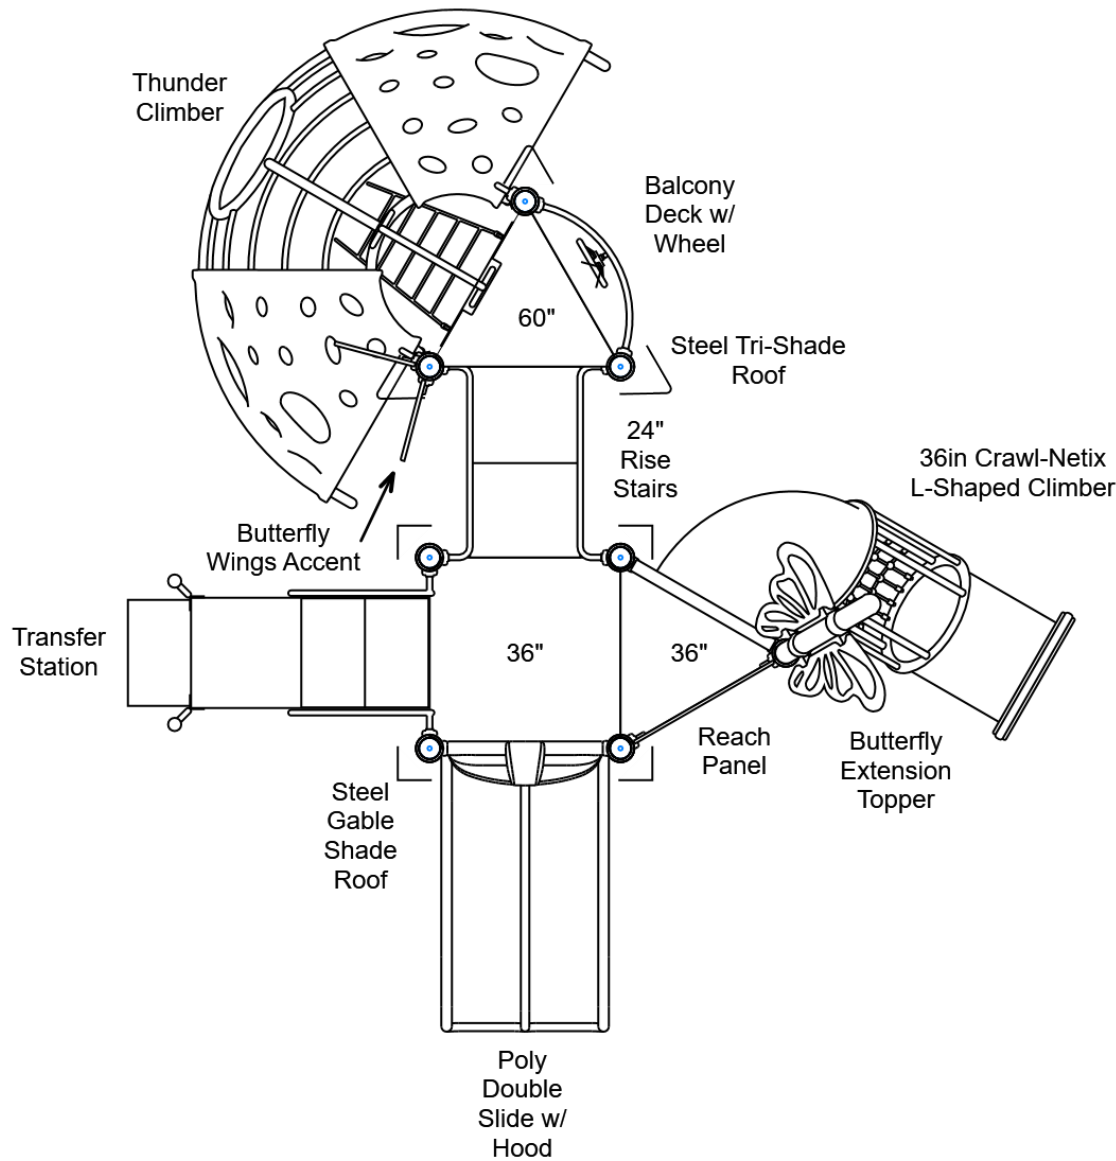 Thunder
Climber
Balcony
Deck w/
Wheel
60"
Steel Tri-Shade
Roof
24"
Rise
Stairs
36in Crawl-Netix
L-Shaped Climber
Butterfly
Wings Accent
Transfer
Station
36"
36"
Reach
Panel
Butterfly
Extension
Topper
Steel
Gable
Shade
Roof
Poly
Double
Slide w/
Hood